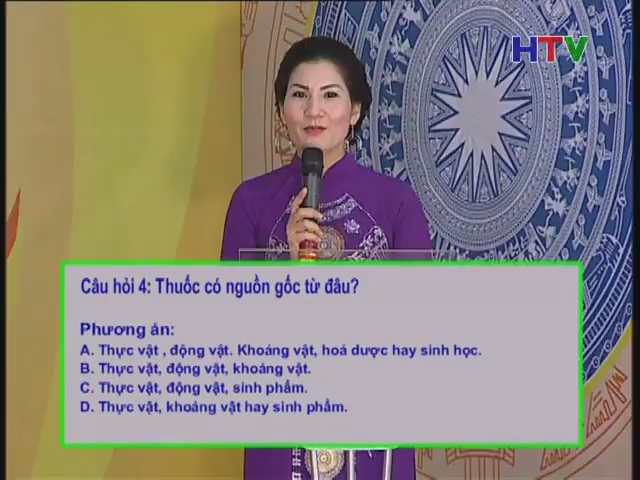 HTV
Câu hỏi 4: Thuốc có nguồn gốc từ đâu?
Phương án:
A. Thực vật , động vật. Khoáng vật, hoá dược hay sinh học.
B. Thực vật, động vật, khoảng vật.
C. Thực vật, động vật, sinh phẩm.
D. Thực vật, khoảng vật hay sinh phẩm.